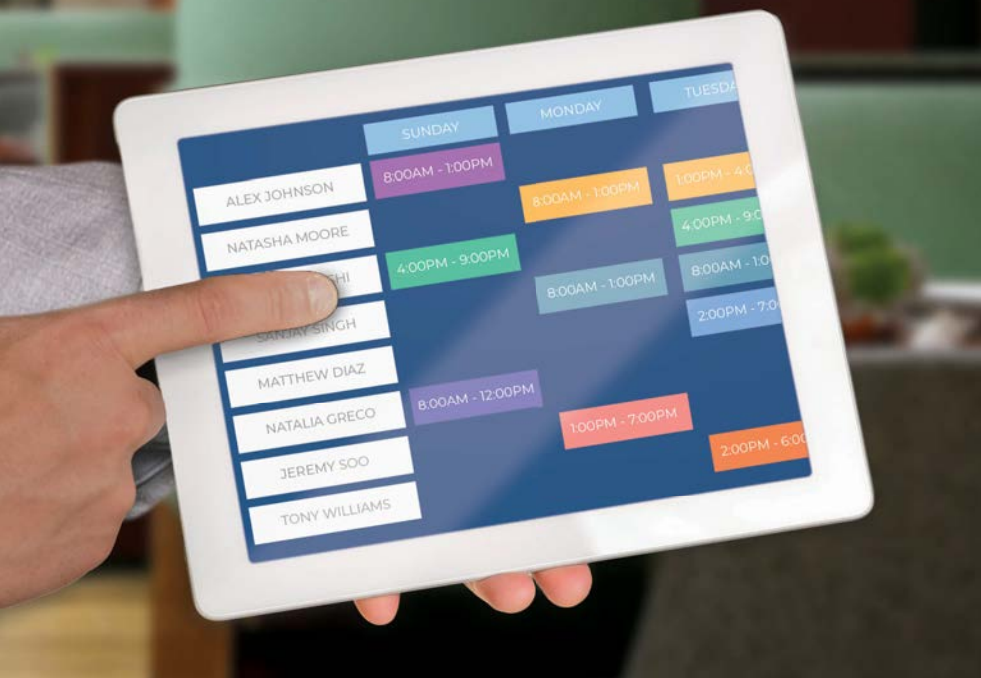 SUNDAY MONDAY TUESDA
ALEX JOHNSON 8:00AM - 1:00PM
NATASHA MOORE 8:00AM - 1:00PM 1:00PM - 4:0
4:00PM - 9:00PM 4:00PM - 9:0
SANJAY SINGH 8:00AM - 1:00PM 8:00AM - 1:0
MATTHEW DIAZ 2:00PM - 7:0
NATALIA GRECO 8:00AM - 12:00PM
JEREMY SOO 1:00PM - 7:00PM
TONY WILLIAMS 2:00PM - 6:00